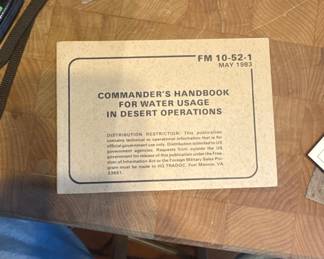 FM 10-52-1
MAY 1983
COMMANDER'S HANDBOOK
FOR WATER USAGE
IN DESERT OPERATIONS
DISTRIBUTION RESTRICTION: This publication
contains technical or operational information that is for
official government use only. Distribution is limited to US
government agencies. Requests from outside the US
government for release of this publication under the Free-
dom of Information Act or the Foreign Military Sales Pro-
gram must be made to HQ TRADOC, Fort Monroe, VA
23651.